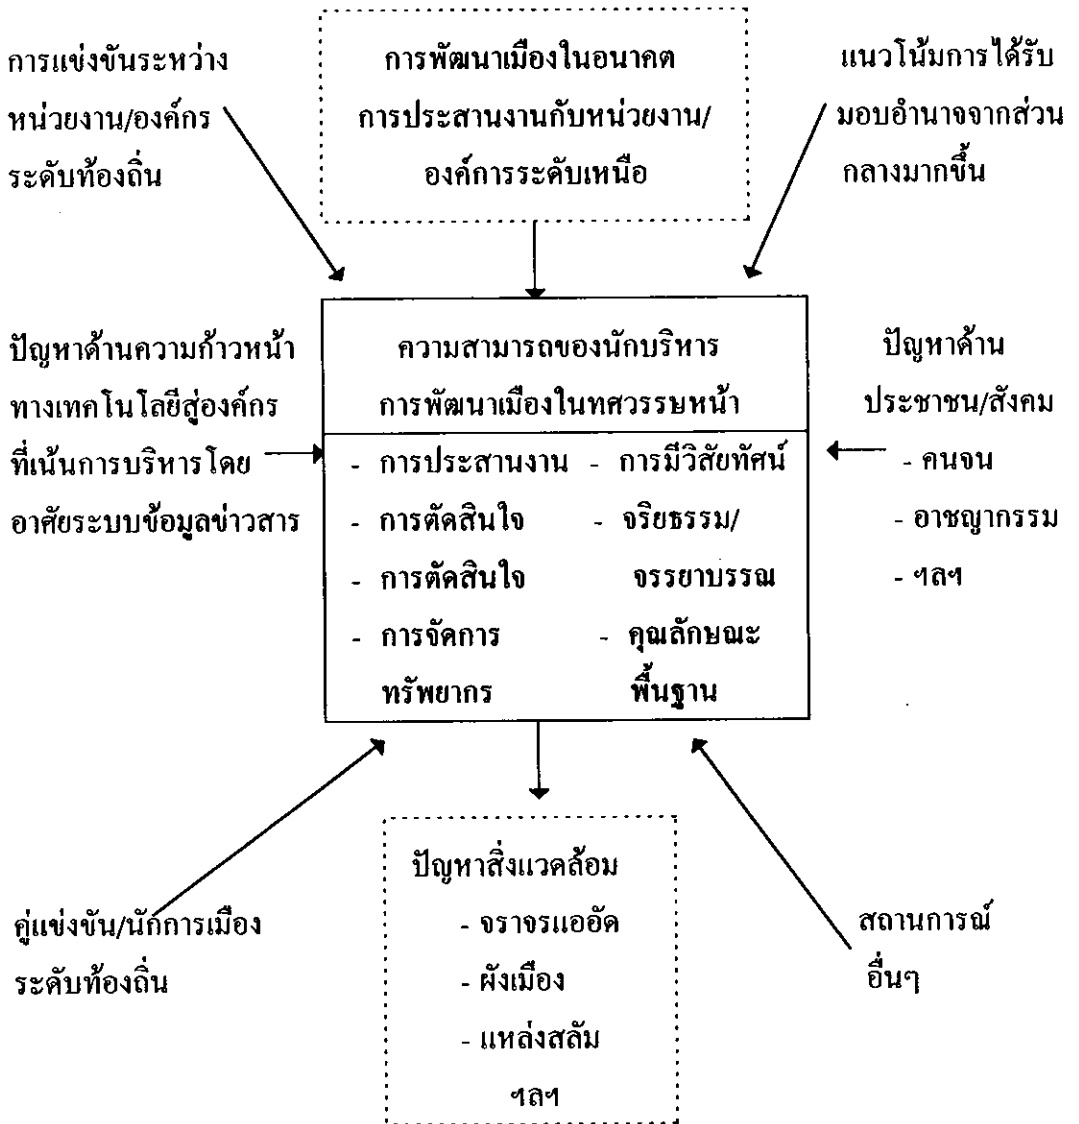 การแข่งขันระหว่าง
หน่วยงาน/องค์กร
ระดับท้องถิ่น
การพัฒนาเมืองในอนาคต
การประสานงานกับหน่วยงาน/
องค์การระดับเหนือ
แนวโน้มการได้รับ
มอบอำนาจจากส่วน
กลางมากขึ้น
ปัญหาด้านความก้าวหน้า
ทางเทคโนโลยีสู่องค์กร
ที่เน้นการบริหารโดย
อาศัยระบบข้อมูลข่าวสาร
ความสามารถของนักบริหาร
การพัฒนาเมืองในทศวรรษหน้า
- การประสานงาน
- การตัดสินใจ
- การตัดสินใจ
- การจัดการ
ทรัพยากร
- การมีวิสัยทัศน์
- จริยธรรม/
จรรยาบรรณ
- คุณลักษณะ
พื้นฐาน
ปัญหาด้าน
ประชาชน/สังคม
- คนจน
- อาชญากรรม
- ฯลฯ
คู่แข่งขัน/นักการเมือง
ระดับท้องถิ่น
ปัญหาสิ่งแวดล้อม
- จราจรแออัด
- ผังเมือง
- แหล่งสลัม
ฯลฯ
สถานการณ์
อื่นๆ